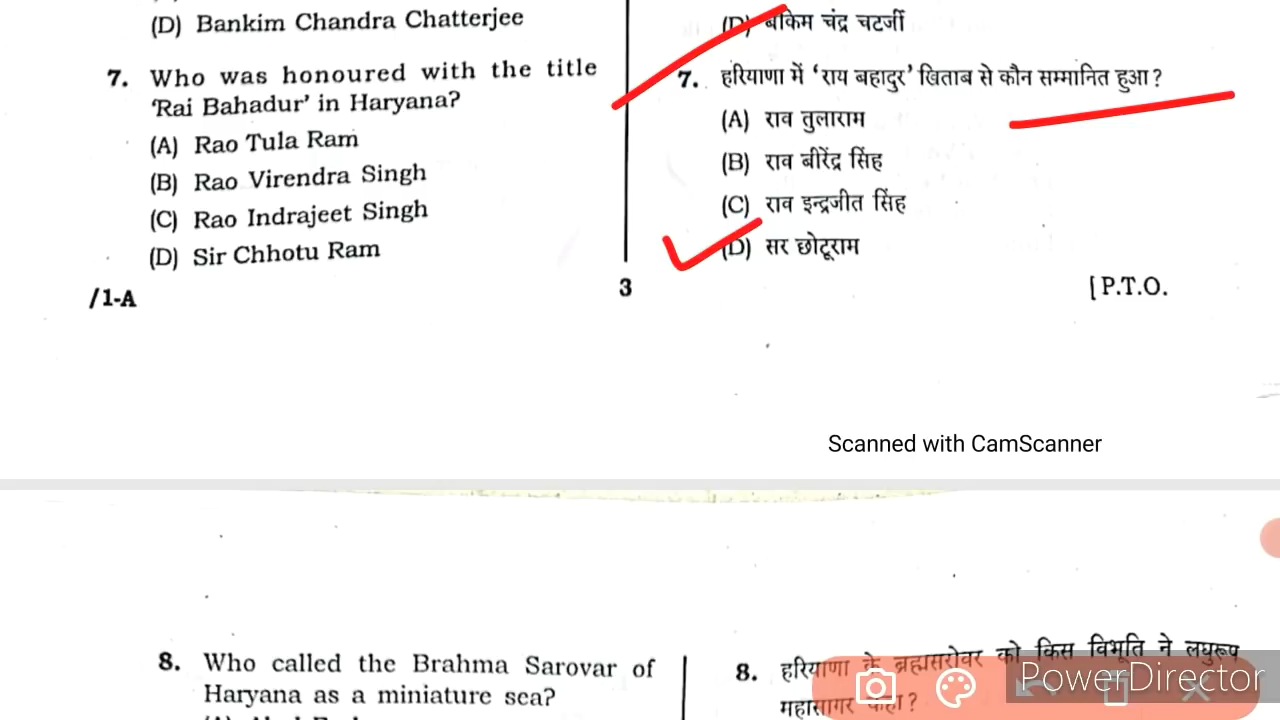 (D) Bankim Chandra Chatterjee
7. Who was honoured with the title
'Rai Bahadur' in Haryana?
(A) Rao Tula Ram
(B) Rao Virendra Singh
(C) Rao Indrajeet Singh
(D) Sir Chhotu Ram
/1-A
3
(D) बंकिम चंद्र चटर्जी
7. हरियाणा में ‘राय बहादुर’ खिताब से कौन सम्मानित हुआ?
(A) राव तुलाराम
(B) राव बीरेंद्र सिंह
(C) राव इन्द्रजीत सिंह
(D) सर छोटूराम
[ P.T.O.
Scanned with CamScanner
8. Who called the Brahma Sarovar of
Haryana as a miniature sea?
8. हरियाणा के ब्रह्मसरोवर को किस विभूति ने लघुरूप
महासागर कहा?
PowerDirector